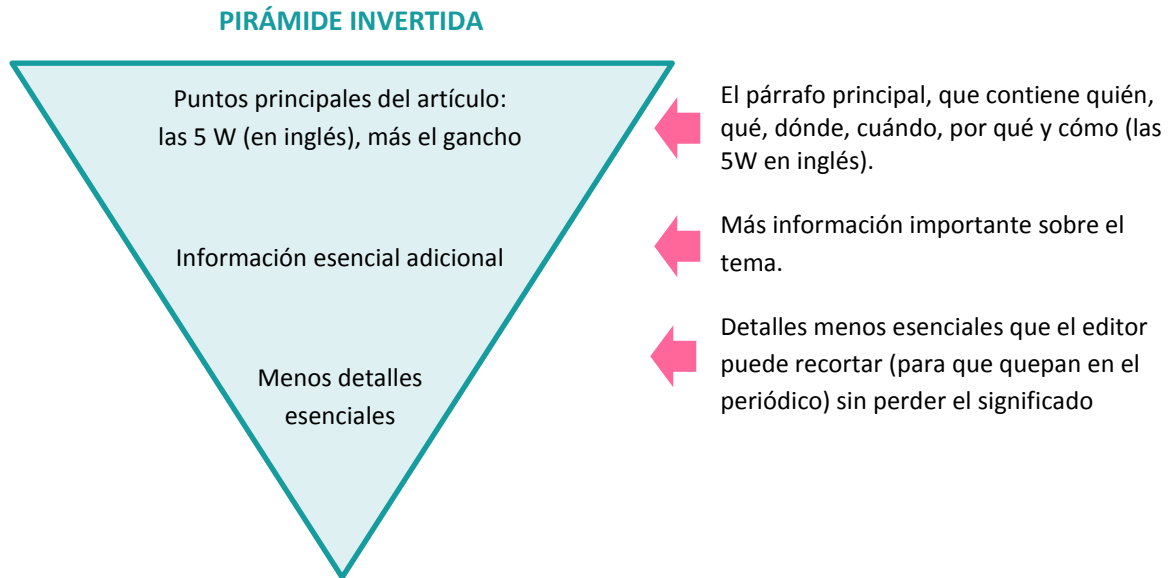 PIRÁMIDE INVERTIDA
Puntos principales del artículo:
las 5 W (en inglés), más el gancho
El párrafo principal, que contiene quién,
qué, dónde, cuándo, por qué y cómo (las
5W en inglés).
Información esencial adicional
Más información importante sobre el
tema.
Menos detalles
esenciales
Detalles menos esenciales que el editor
puede recortar (para que quepan en el
periódico) sin perder el significado